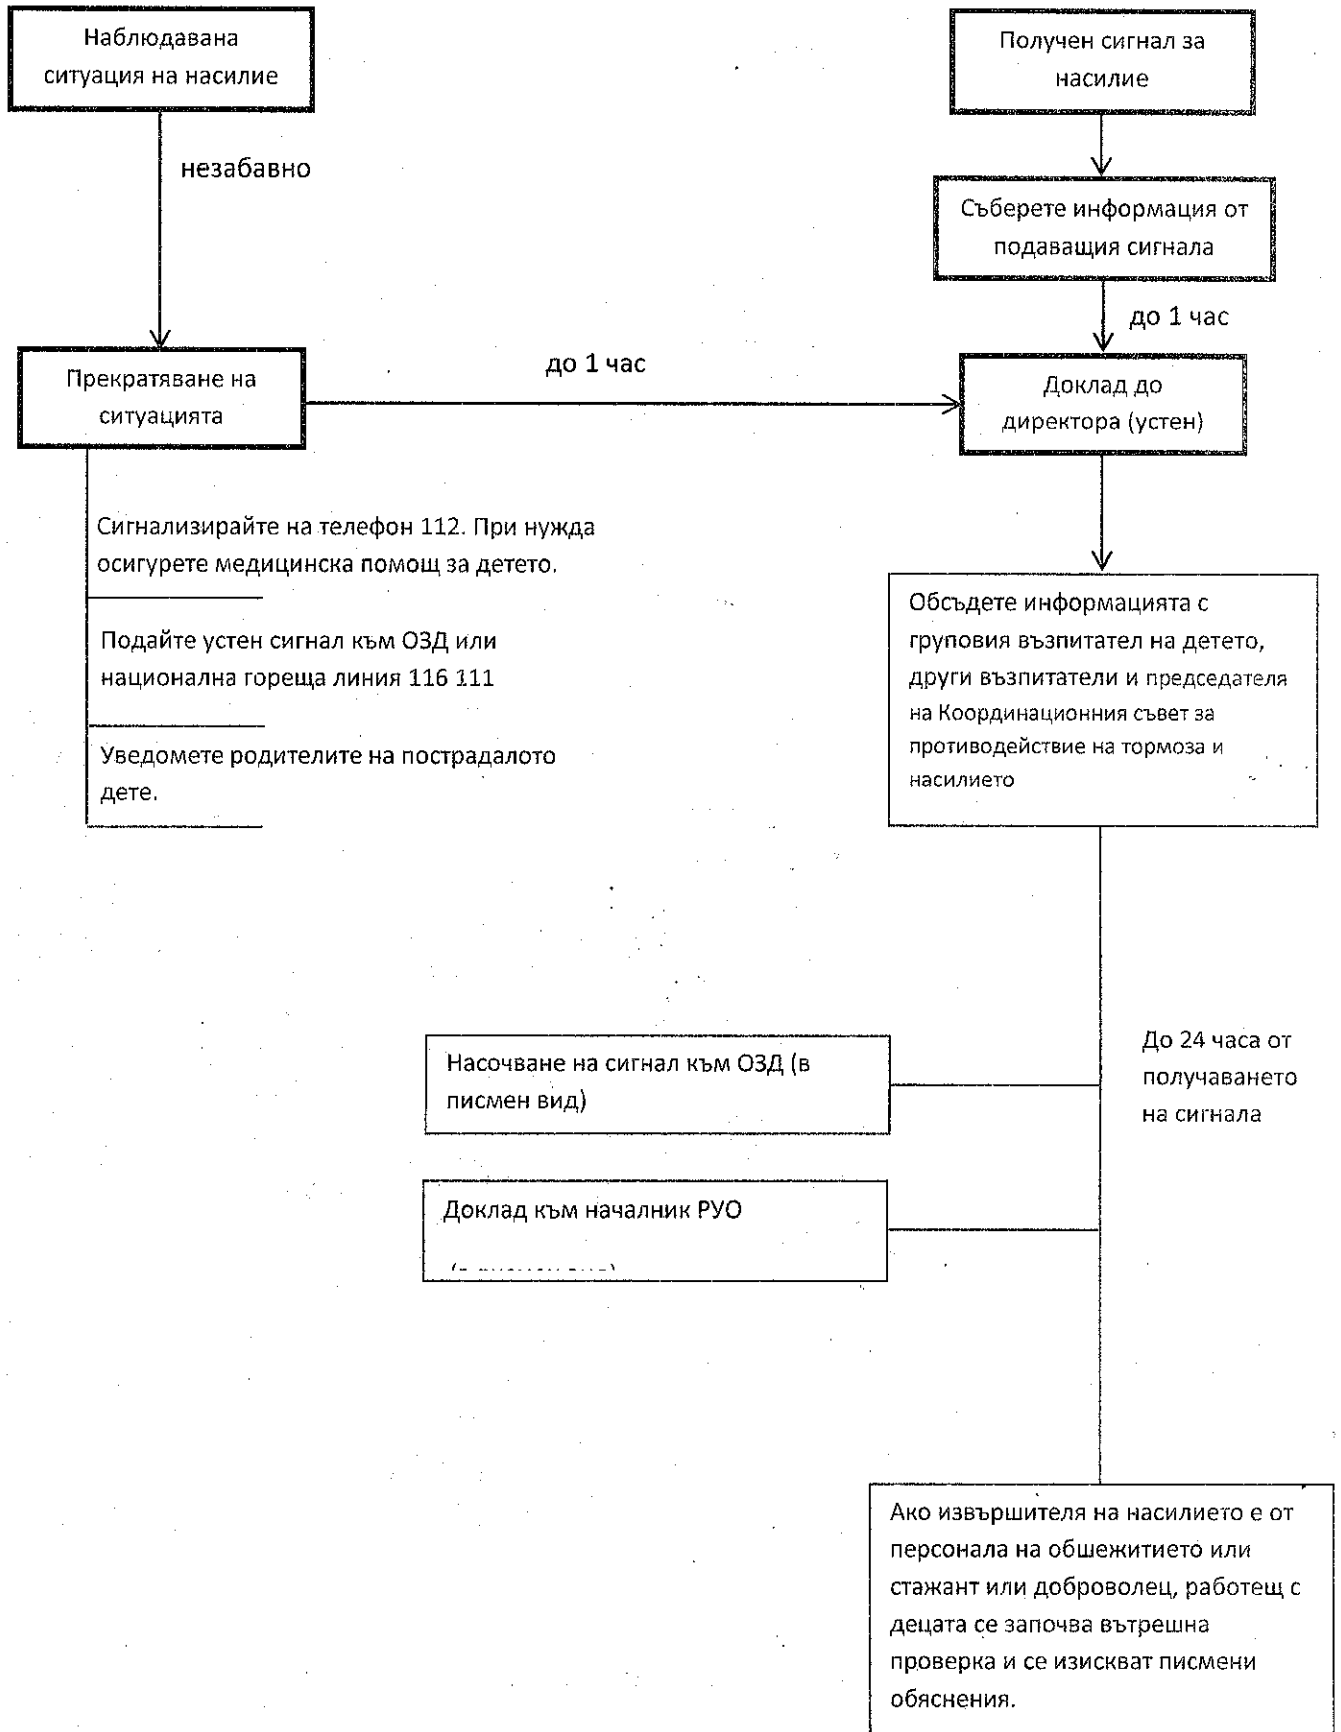 Наблюдавана
ситуация на насилие
незабавно
Прекратяване на
ситуацията
до 1 час
Сигнализирайте на телефон 112. При нужда
осигурете медицинска помощ за детето.
Подайте устен сигнал към ОЗД или
национална гореща линия 116 111
Уведомете родителите на пострадалото
дете.
Получен сигнал за
насилие
Съберете информация от
подаващия сигнала
до 1 час
Доклад до
директора (устен)
Обсъдете информацията с
груповия възпитател на детето,
други възпитатели и председателя
на Координационния съвет за
противодействие на тормоза и
насилието
До 24 часа от
получаването
на сигнала
Насочване на сигнал към ОЗД (в
писмен вид)
Доклад към началник РУО
Ако извършителя на насилието е от
персонала на обшежитието или
стажант или доброволец, работещ с
децата се започва вътрешна
проверка и се изискват писмени
обяснения.